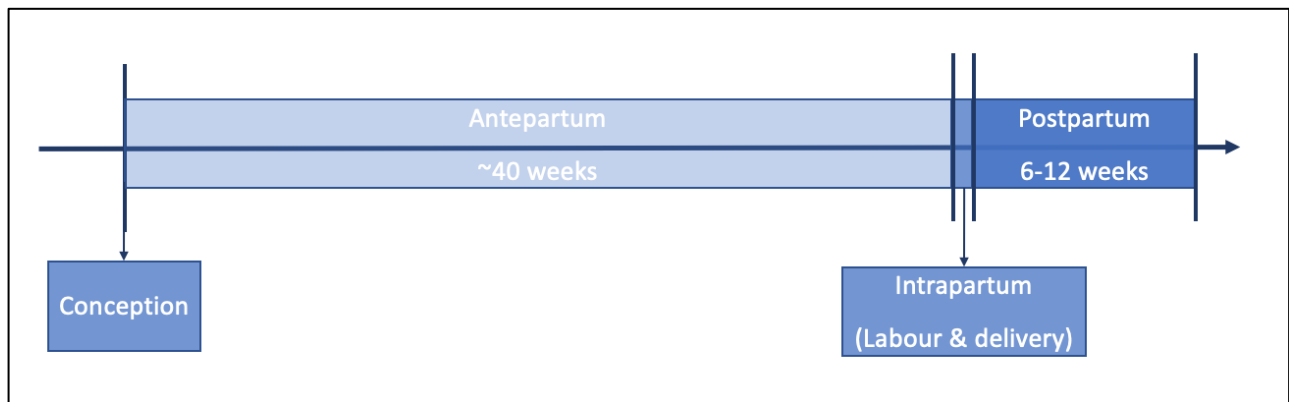 Antepartum
~40 weeks
Postpartum
6-12 weeks
Conception
Intrapartum
(Labour & delivery)